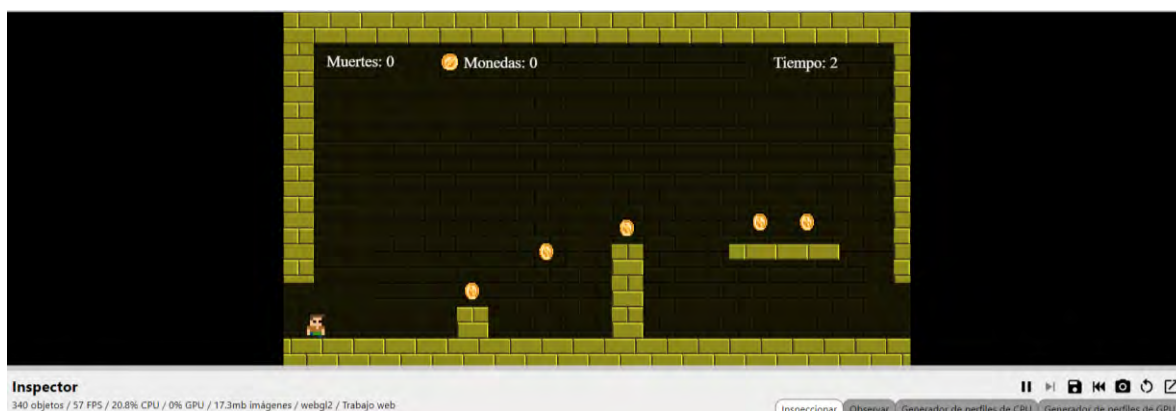 Muertes: 0 Monedas: 0 Tiempo: 2
Inspector
340 objetos / 57 FPS / 20.8% CPU / 0% GPU / 17.3mb imágenes / webgl2 / Trabajo web
Inspeccionar Observar Generador de perfiles de CPU Generador de perfiles de GPU